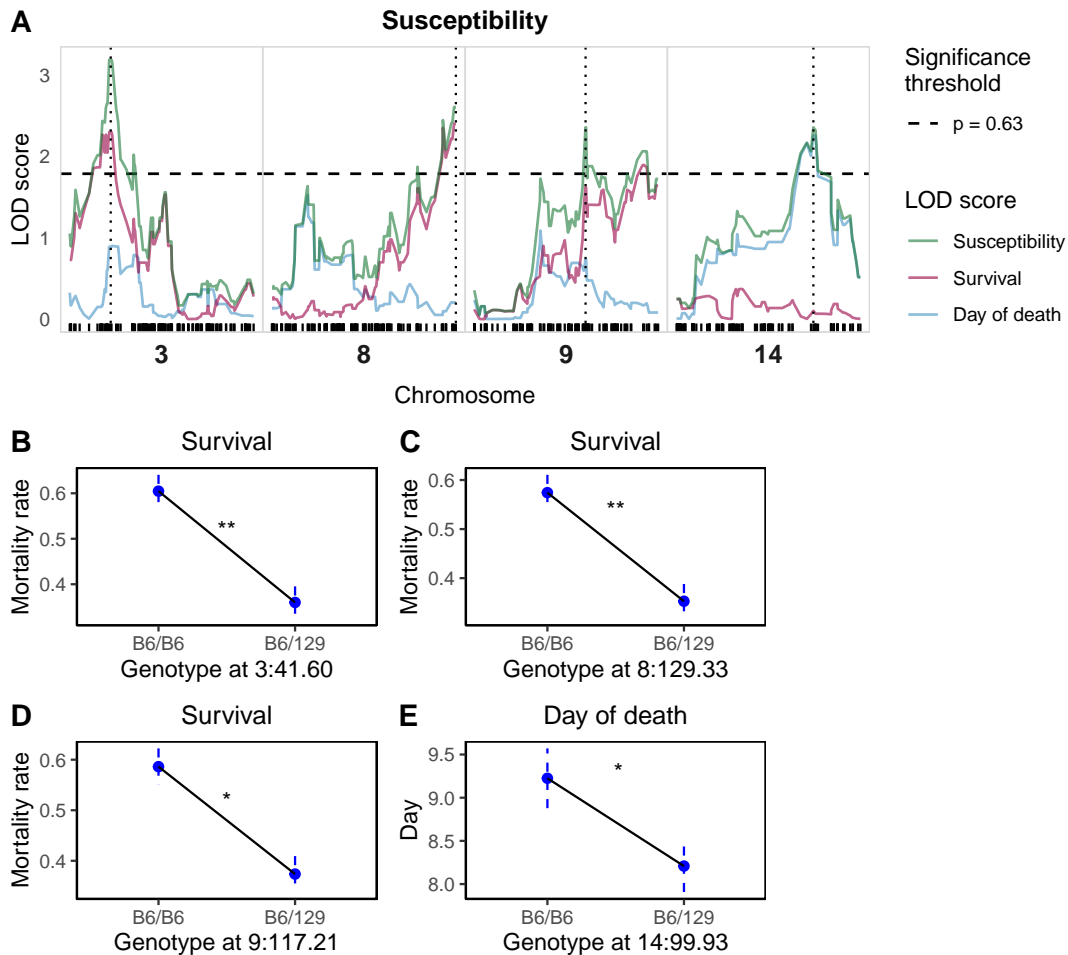 A
Susceptibility
3
2
1
0
LOD score
3
8
9
14
Chromosome
Significance
threshold
p = 0.63
LOD score
Susceptibility
Survival
Day of death
B
Survival
0.6
0.5
0.4
Mortality rate
**
B6/B6
B6/129
Genotype at 3:41.60
C
Survival
0.6
0.5
0.4
Mortality rate
**
B6/B6
B6/129
Genotype at 8:129.33
D
Survival
0.6
0.5
0.4
Mortality rate
*
B6/B6
B6/129
Genotype at 9:117.21
E
Day of death
9.5
9.0
8.5
8.0
Day
*
B6/B6
B6/129
Genotype at 14:99.93